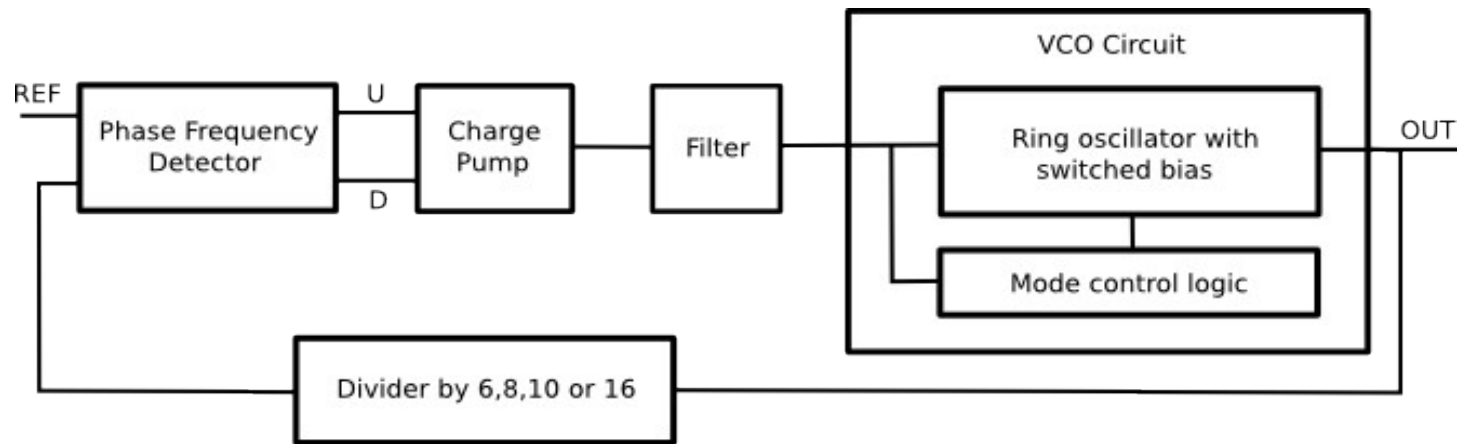 VCO Circuit
REF
U
OUT
Phase Frequency
Detector
Charge
Pump
Filter
Ring oscillator with
switched bias
D
Mode control logic
Divider by 6,8,10 or 16